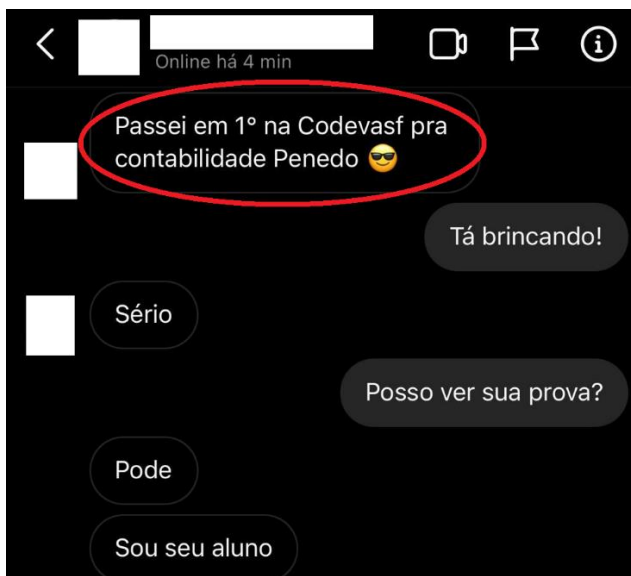 Online há 4 min
Passei em 1º na Codevasf pra
contabilidade Penedo 😎
Tá brincando!
Sério
Posso ver sua prova?
Pode
Sou seu aluno